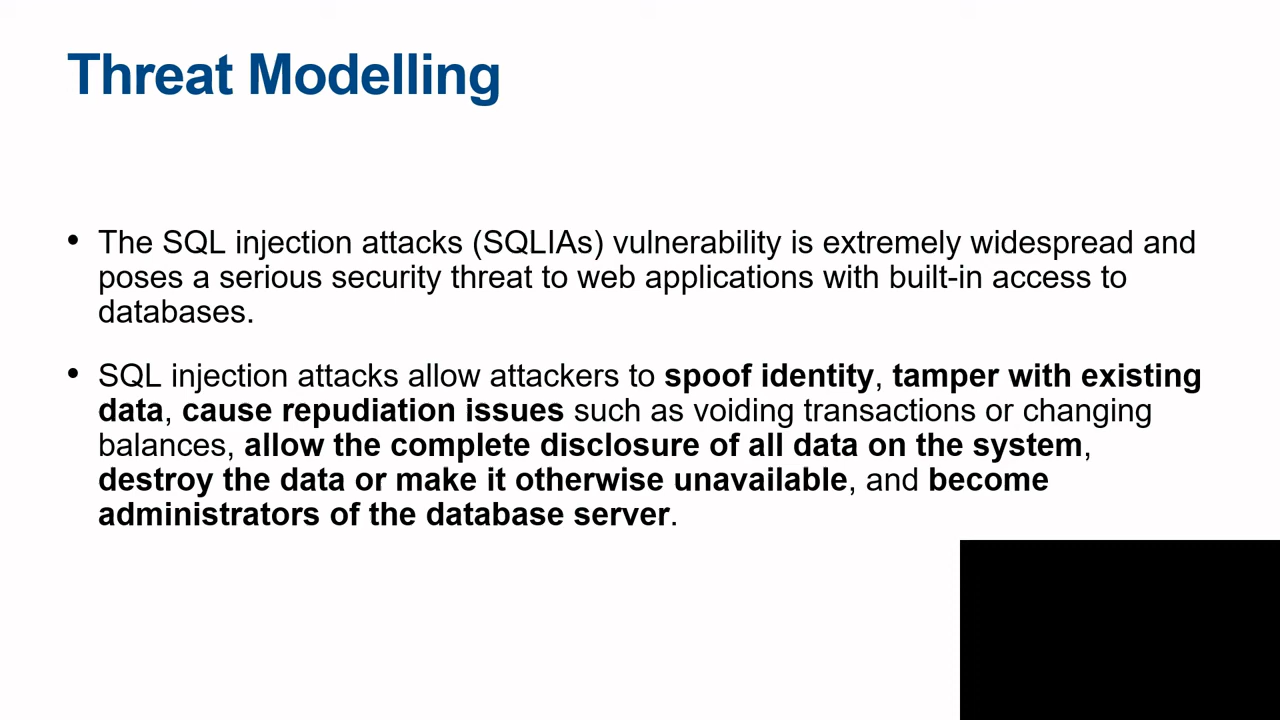 Threat Modelling
• The SQL injection attacks (SQLIAs) vulnerability is extremely widespread and
poses a serious security threat to web applications with built-in access to
databases.
• SQL injection attacks allow attackers to spoof identity, tamper with existing
data, cause repudiation issues such as voiding transactions or changing
balances, allow the complete disclosure of all data on the system,
destroy the data or make it otherwise unavailable, and become
administrators of the database server.